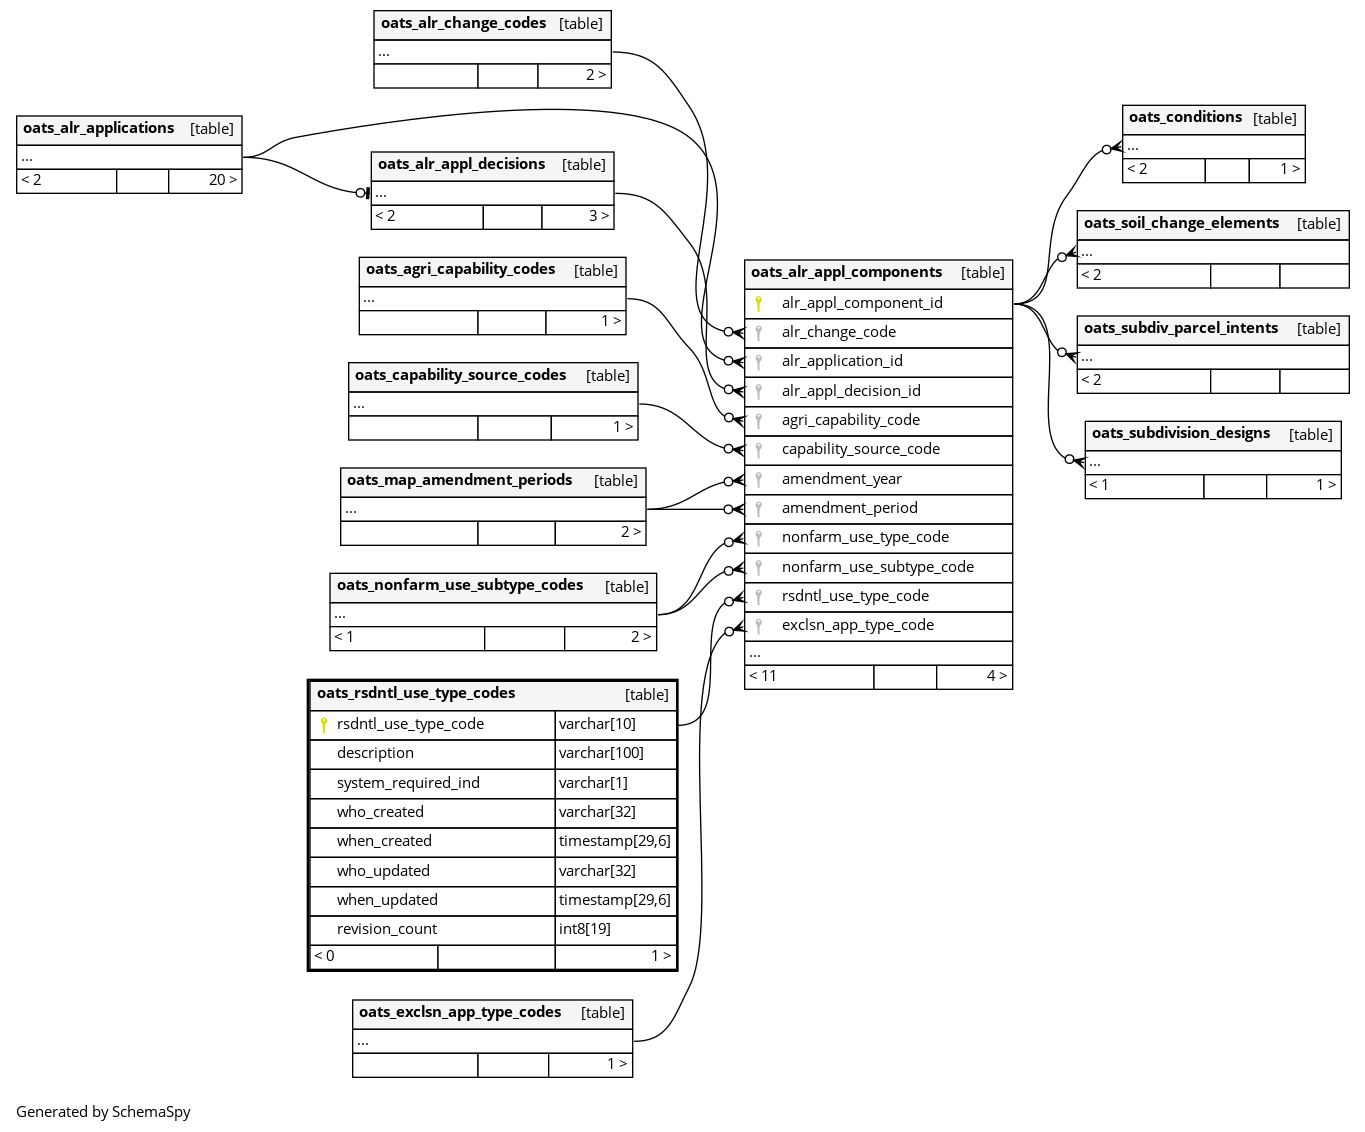 oats_alr_change_codes [table]
...
2 >
oats_alr_applications [table]
...
< 2 20 >
oats_alr_appl_decisions [table]
...
< 2 3 >
oats_agri_capability_codes [table]
...
1 >
oats_capability_source_codes [table]
...
1 >
oats_map_amendment_periods [table]
...
2 >
oats_nonfarm_use_subtype_codes [table]
...
< 1 2 >
oats_rsdntl_use_type_codes [table]
rsdntl_use_type_code varchar[10]
description varchar[100]
system_required_ind varchar[1]
who_created varchar[32]
when_created timestamp[29,6]
who_updated varchar[32]
when_updated timestamp[29,6]
revision_count int8[19]
< 0 1 >
oats_exclsn_app_type_codes [table]
...
1 >
oats_alr_appl_components [table]
alr_appl_component_id
alr_change_code
alr_application_id
alr_appl_decision_id
agri_capability_code
capability_source_code
amendment_year
amendment_period
nonfarm_use_type_code
nonfarm_use_subtype_code
rsdntl_use_type_code
exclsn_app_type_code
...
< 11 4 >
oats_conditions [table]
...
< 2 1 >
oats_soil_change_elements [table]
...
< 2
oats_subdiv_parcel_intents [table]
...
< 2
oats_subdivision_designs [table]
...
< 1 1 >
Generated by SchemaSpy